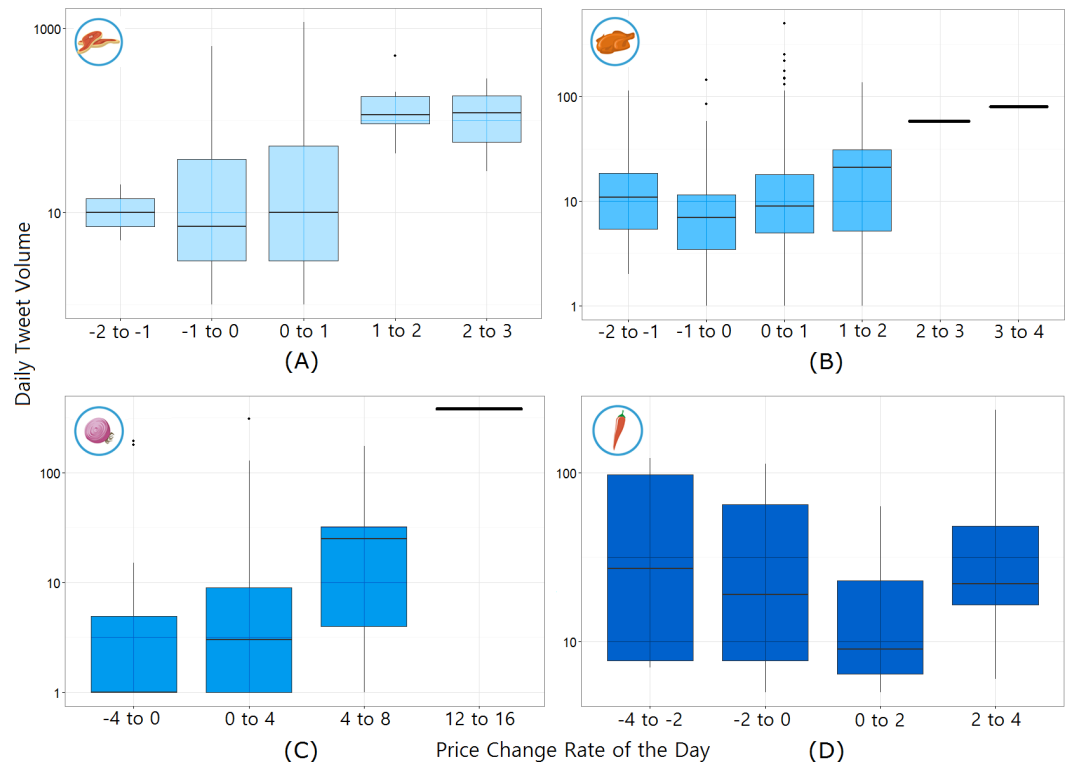 1000
10
-2 to -1
-1 to 0
0 to 1
1 to 2
2 to 3
(A)
100
10
1
-2 to -1
-1 to 0
0 to 1
1 to 2
2 to 3
3 to 4
(B)
Daily Tweet Volume
100
10
1
-4 to 0
0 to 4
4 to 8
12 to 16
(C)
100
10
-4 to -2
-2 to 0
0 to 2
2 to 4
(D)
Price Change Rate of the Day